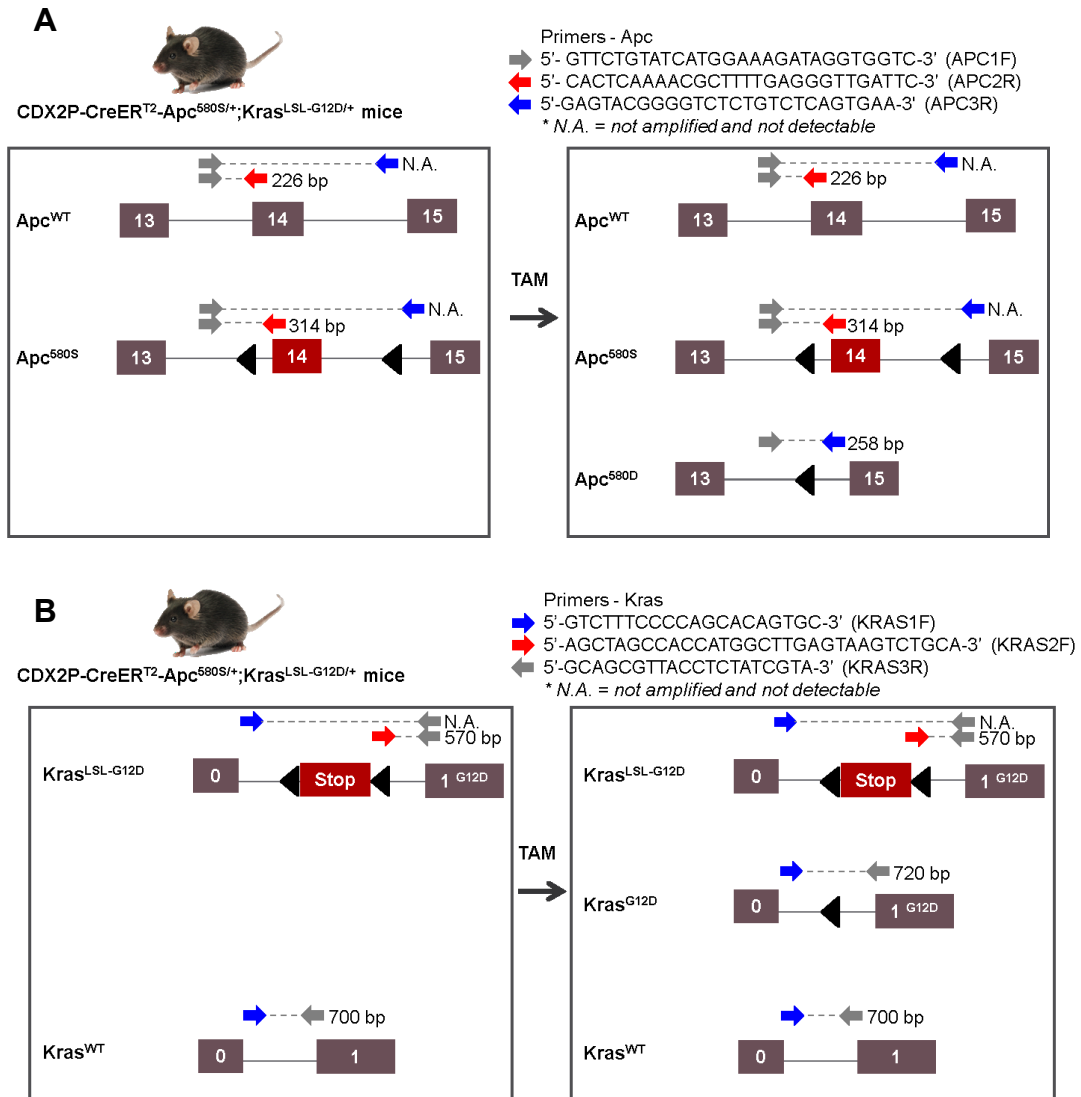 A
CDX2P-CreERT2-Apc580S/+;KrasLSL-G12D/+ mice
Primers - Apc
5'- GTTCTGTATCATGGAAAGATAGGTGGTC-3' (APC1F)
5'- CACTCAAAACGCTTTTGAGGGTTGATTC-3' (APC2R)
5'-GAGTACGGGGTCTCTGTCTCAGTGAA-3' (APC3R)
* N.A. = not amplified and not detectable
N.A.
226 bp
ApcWT
13
14
15
N.A.
314 bp
Apc580S
13
14
15
TAM
N.A.
226 bp
ApcWT
13
14
15
N.A.
314 bp
Apc580S
13
14
15
258 bp
Apc580D
13
15
B
CDX2P-CreERT2-Apc580S/+;KrasLSL-G12D/+ mice
Primers - Kras
5'-GTCTTTCCCCAGCACAGTGC-3' (KRAS1F)
5'-AGCTAGCCACCATGGCTTGAGTAAGTCTGCA-3' (KRAS2F)
5'-GCAGCGTTACCTCTATCGTA-3' (KRAS3R)
* N.A. = not amplified and not detectable
N.A.
570 bp
KrasLSL-G12D
0
Stop
1 G12D
700 bp
KrasWT
0
1
TAM
N.A.
570 bp
KrasLSL-G12D
0
Stop
1 G12D
720 bp
KrasG12D
0
1 G12D
700 bp
KrasWT
0
1